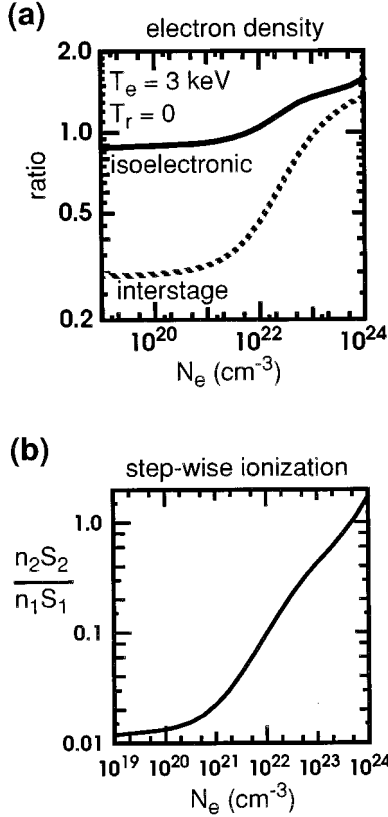 (a)
electron density
2.0
1.0
0.5
0.2
ratio
T_e = 3 keV
T_r = 0
isoelectronic
interstage
10^20 10^22 10^24
N_e (cm^-3)
(b)
step-wise ionization
n_2S_2
n_1S_1
1.0
0.1
0.01
10^19 10^20 10^21 10^22 10^23 10^24
N_e (cm^-3)